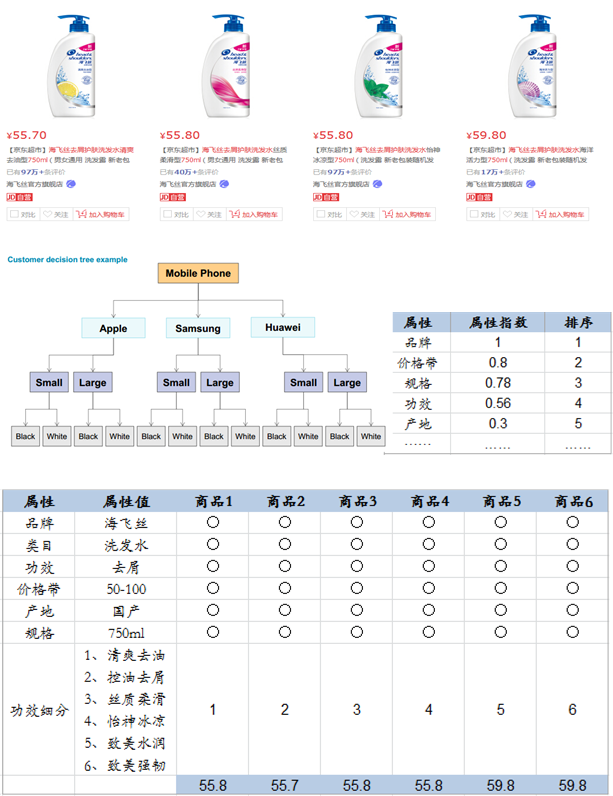 ¥55.70
【京东超市】海飞丝去屑护肤洗发水清爽
去油型750ml（男女通用 洗发露 新老包
已有97万+条评价
海飞丝官方旗舰店
JD 自营
对比 关注 加入购物车
¥55.80
【京东超市】海飞丝去屑护肤洗发水丝质
柔滑型750ml（男女通用 洗发露 新老包
已有40万+条评价
海飞丝官方旗舰店
JD 自营
对比 关注 加入购物车
¥55.80
【京东超市】海飞丝去屑护肤洗发水怡神
冰凉型750ml（洗发露 新老包装随机发
已有97万+条评价
海飞丝官方旗舰店
JD 自营
对比 关注 加入购物车
¥59.80
【京东超市】海飞丝去屑护肤洗发水海洋
活力型750ml（洗发露 新老包装随机发
已有17万+条评价
海飞丝官方旗舰店
JD 自营
对比 关注 加入购物车
Customer decision tree example
Mobile Phone
Apple Samsung Huawei
Small Large Small Large Small Large
Black White Black White Black White Black White Black White Black White
属性 属性指数 排序
品牌 1 1
价格带 0.8 2
规格 0.78 3
功效 0.56 4
产地 0.3 5
…… …… ……
属性 属性值 商品1 商品2 商品3 商品4 商品5 商品6
品牌 海飞丝 ○ ○ ○ ○ ○ ○
类目 洗发水 ○ ○ ○ ○ ○ ○
功效 去屑 ○ ○ ○ ○ ○ ○
价格带 50-100 ○ ○ ○ ○ ○ ○
产地 国产 ○ ○ ○ ○ ○ ○
规格 750ml ○ ○ ○ ○ ○ ○
功效细分
1、清爽去油
2、控油去屑
3、丝质柔滑
4、怡神冰凉
5、致美水润
6、致美强韧
1 2 3 4 5 6
55.8 55.7 55.8 55.8 59.8 59.8